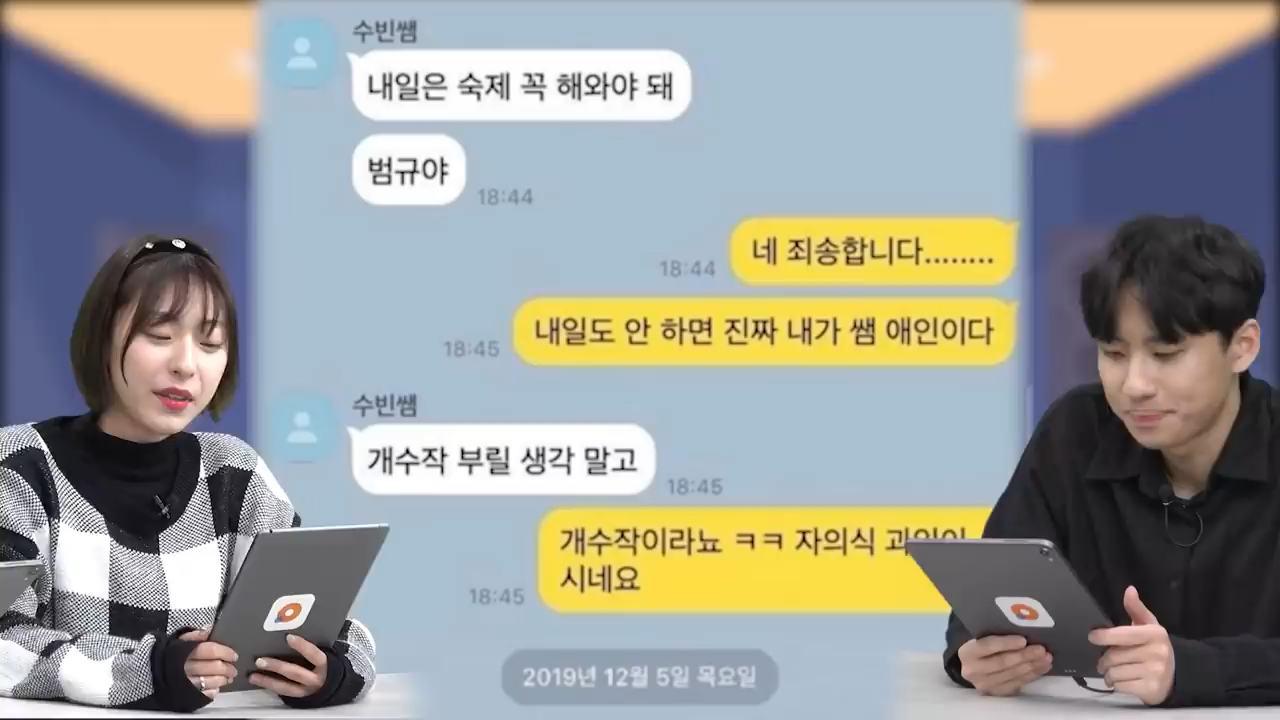 수빈쌤
내일은 숙제 꼭 해와야 돼
범규야
18:44
네 죄송합니다........
18:44
내일도 안 하면 진짜 내가 쌤 애인이다
18:45
수빈쌤
개수작 부릴 생각 말고
18:45
개수작이라뇨 ㅋㅋ 자의식
시네요
18:45
2019년 12월 5일 목요일